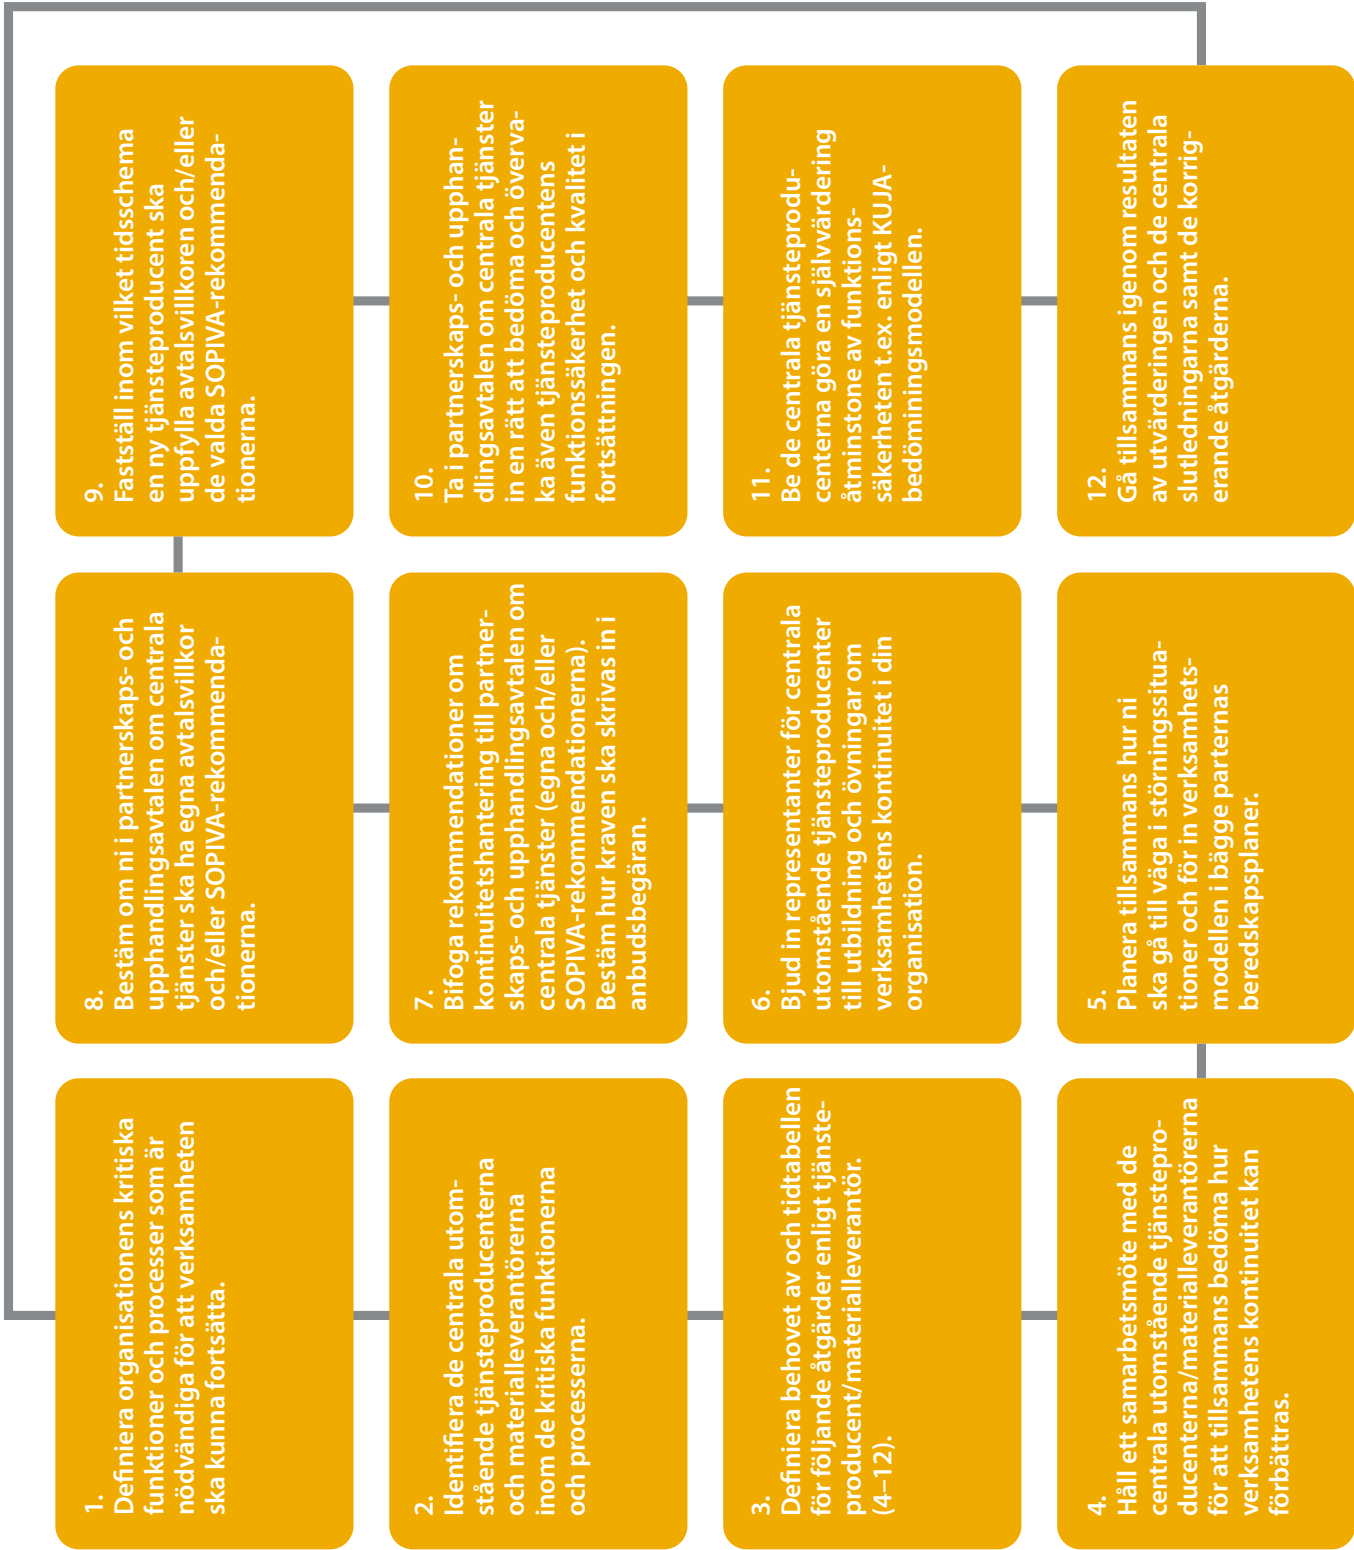 1.
Definiera organisationens kritiska
funktioner och processer som är
nödvändiga för att verksamheten
ska kunna fortsätta.
2.
Identifiera de centrala utom-
stående tjänsteproducenterna
och materialleverantörerna
inom de kritiska funktionerna
och processerna.
3.
Definiera behovet av och tidtabellen
för följande åtgärder enligt tjänste-
producent/materialleverantör.
(4–12).
4.
Håll ett samarbetsmöte med de
centrala utomstående tjänstepro-
ducenterna/materialleverantörerna
för att tillsammans bedöma hur
verksamhetens kontinuitet kan
förbättras.
5.
Planera tillsammans hur ni
ska gå till väga i störningssitua-
tioner och för in verksamhets-
modellen i bägge parternas
beredskapsplaner.
6.
Bjud in representanter för centrala
utomstående tjänsteproducenter
till utbildning och övningar om
verksamhetens kontinuitet i din
organisation.
7.
Bifoga rekommendationer om
kontinuitetshantering till partner-
skaps- och upphandlingsavtalen om
centrala tjänster (egna och/eller
SOPIVA-rekommendationerna).
Bestäm hur kraven ska skrivas in i
anbudsbegäran.
8.
Bestäm om ni i partnerskaps- och
upphandlingsavtalen om centrala
tjänster ska ha egna avtalsvillkor
och/eller SOPIVA-rekommenda-
tionerna.
9.
Fastställ inom vilket tidsschema
en ny tjänsteproducent ska
uppfylla avtalsvillkoren och/eller
de valda SOPIVA-rekommenda-
tionerna.
10.
Ta i partnerskaps- och upphan-
dlingsavtalen om centrala tjänster
in en rätt att bedöma och överva-
ka även tjänsteproducentens
funktionssäkerhet och kvalitet i
fortsättningen.
11.
Be de centrala tjänsteprodu-
centerna göra en självvärdering
åtminstone av funktions-
säkerheten t.ex. enligt KUJA-
bedöminingsmodellen.
12.
Gå tillsammans igenom resultaten
av utvärderingen och de centrala
slutledningarna samt de korrig-
erande åtgärderna.